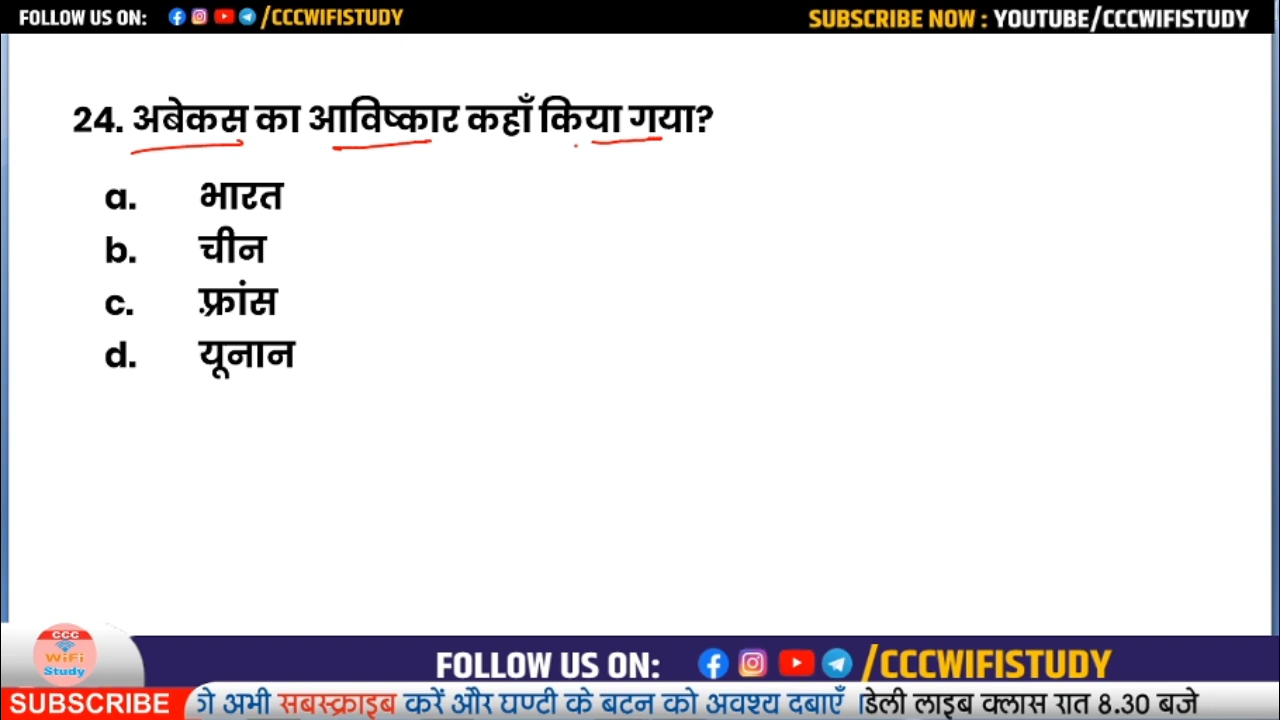 FOLLOW US ON: /CCCWIFISTUDY SUBSCRIBE NOW : YOUTUBE/CCCWIFISTUDY
24. अबेकस का आविष्कार कहाँ किया गया?
a. भारत
b. चीन
c. फ़्रांस
d. यूनान
CCC
WiFi
Study
FOLLOW US ON: /CCCWIFISTUDY
SUBSCRIBE अभी सबस्क्राइब करें और घण्टी के बटन को अवश्य दबाएँ डेली लाइब क्लास रात 8.30 बजे